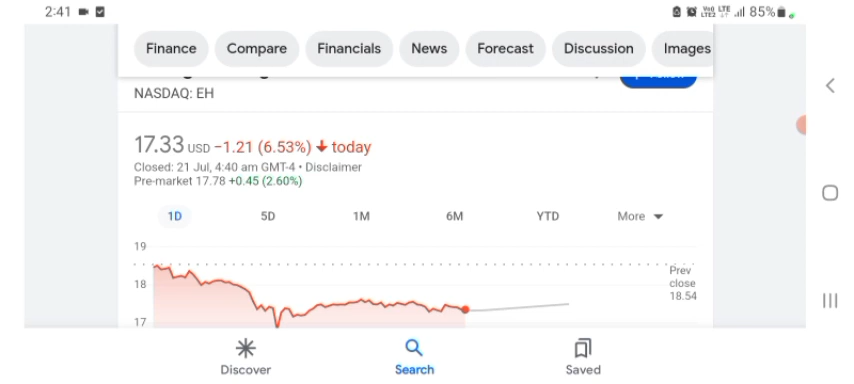 2:41 85%
Finance Compare Financials News Forecast Discussion Images
NASDAQ: EH
17.33 USD −1.21 (6.53%) today
Closed: 21 Jul, 4:40 am GMT-4 • Disclaimer
Pre-market 17.78 +0.45 (2.60%)
1D 5D 1M 6M YTD More
19
18
17
Prev
close
18.54
Discover Search Saved